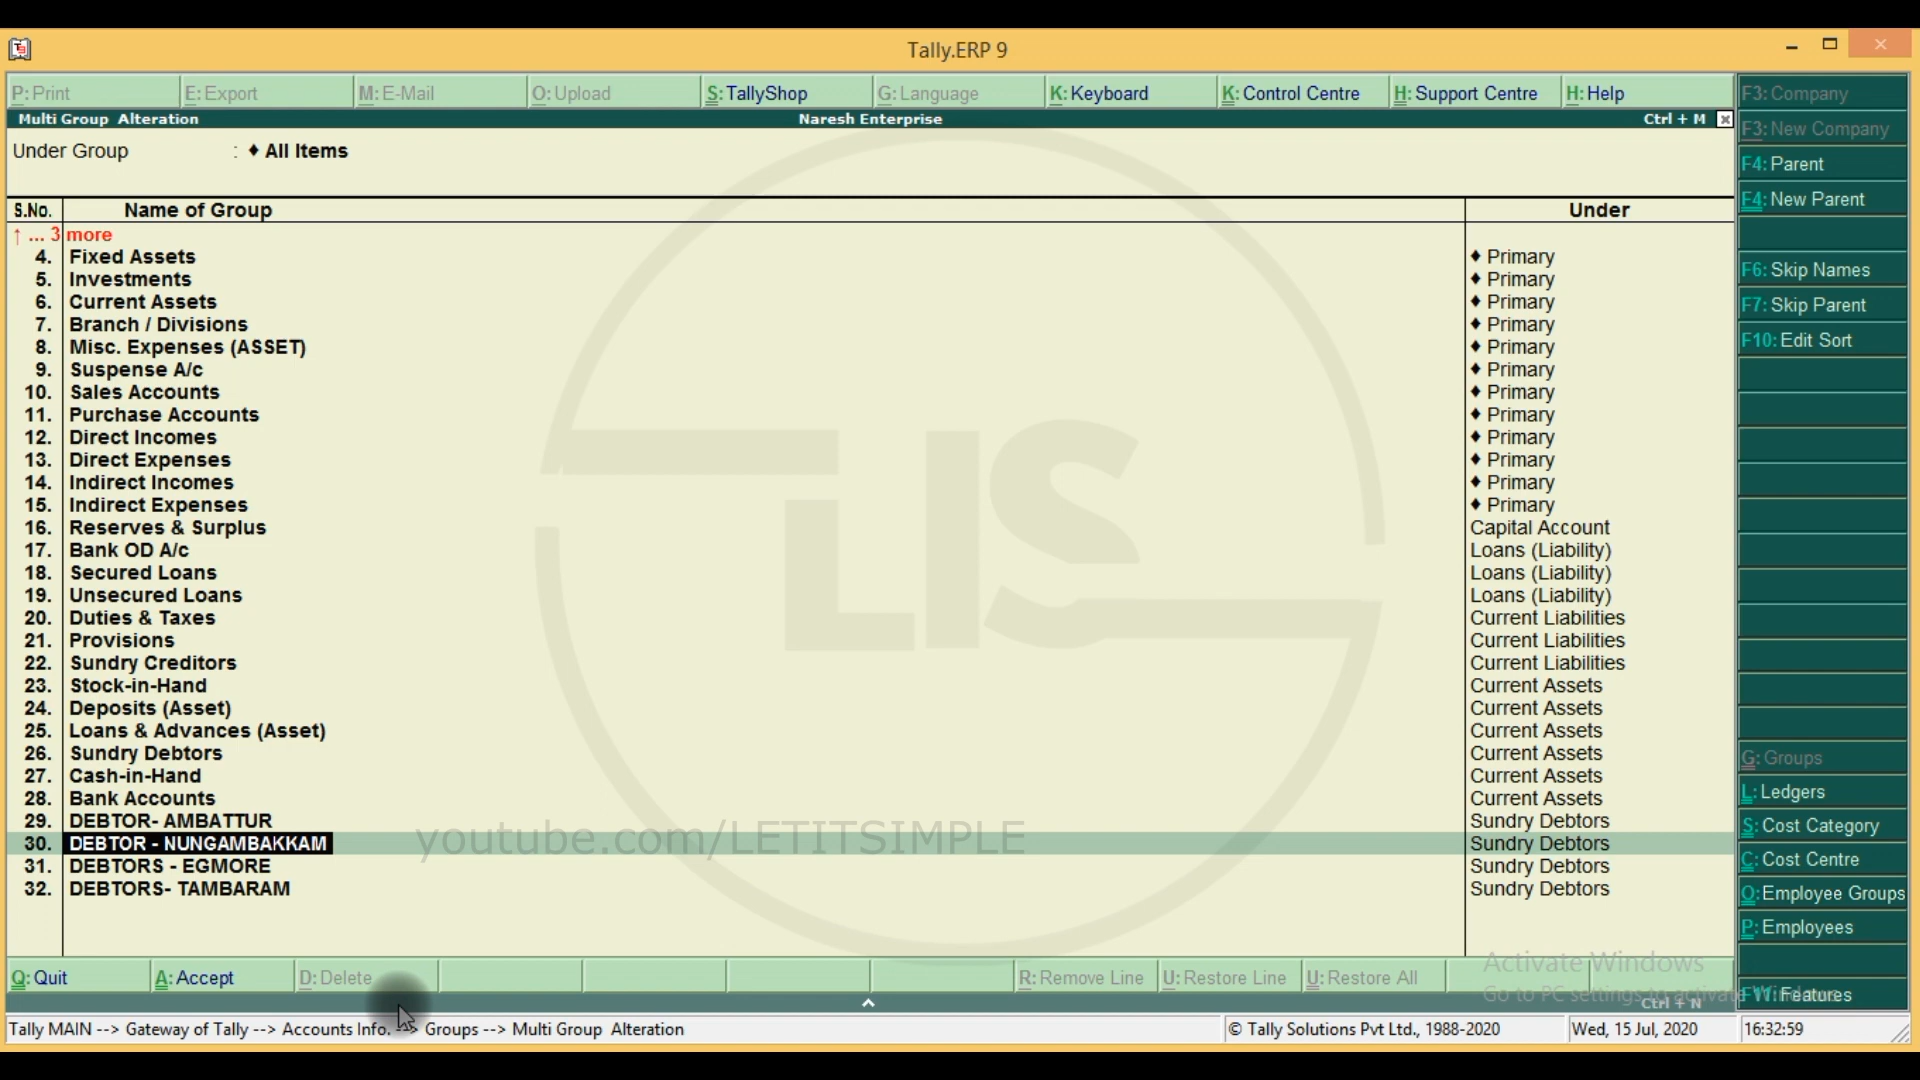 Tally.ERP 9
P: Print E: Export M: E-Mail O: Upload S: TallyShop G: Language K: Keyboard K: Control Centre H: Support Centre H: Help F3: Company
Multi Group Alteration Naresh Enterprise Ctrl + M
F3: New Company
Under Group : ♦ All Items
F4: Parent
F4: New Parent
S.No. Name of Group Under
↑ ... 3 more
4. Fixed Assets ♦ Primary
F6: Skip Names
5. Investments ♦ Primary
6. Current Assets ♦ Primary
F7: Skip Parent
7. Branch / Divisions ♦ Primary
F10: Edit Sort
8. Misc. Expenses (ASSET) ♦ Primary
9. Suspense A/c ♦ Primary
10. Sales Accounts ♦ Primary
11. Purchase Accounts ♦ Primary
12. Direct Incomes ♦ Primary
13. Direct Expenses ♦ Primary
14. Indirect Incomes ♦ Primary
15. Indirect Expenses ♦ Primary
16. Reserves & Surplus Capital Account
17. Bank OD A/c Loans (Liability)
18. Secured Loans Loans (Liability)
19. Unsecured Loans Loans (Liability)
20. Duties & Taxes Current Liabilities
21. Provisions Current Liabilities
22. Sundry Creditors Current Liabilities
23. Stock-in-Hand Current Assets
24. Deposits (Asset) Current Assets
25. Loans & Advances (Asset) Current Assets
26. Sundry Debtors Current Assets
G: Groups
27. Cash-in-Hand Current Assets
L: Ledgers
28. Bank Accounts Current Assets
29. DEBTOR- AMBATTUR Sundry Debtors
S: Cost Category
30. DEBTOR - NUNGAMBAKKAM Sundry Debtors
youtube.com/LETITSIMPLE
C: Cost Centre
31. DEBTORS - EGMORE Sundry Debtors
32. DEBTORS- TAMBARAM Sundry Debtors
O: Employee Groups
P: Employees
LIS
Activate Windows
Go to PC settings to activate Windows.
Q: Quit A: Accept D: Delete R: Remove Line U: Restore Line U: Restore All
Ctrl + N
Features
Tally MAIN --> Gateway of Tally --> Accounts Info. --> Groups --> Multi Group Alteration © Tally Solutions Pvt Ltd., 1988-2020 Wed, 15 Jul, 2020 16:32:59